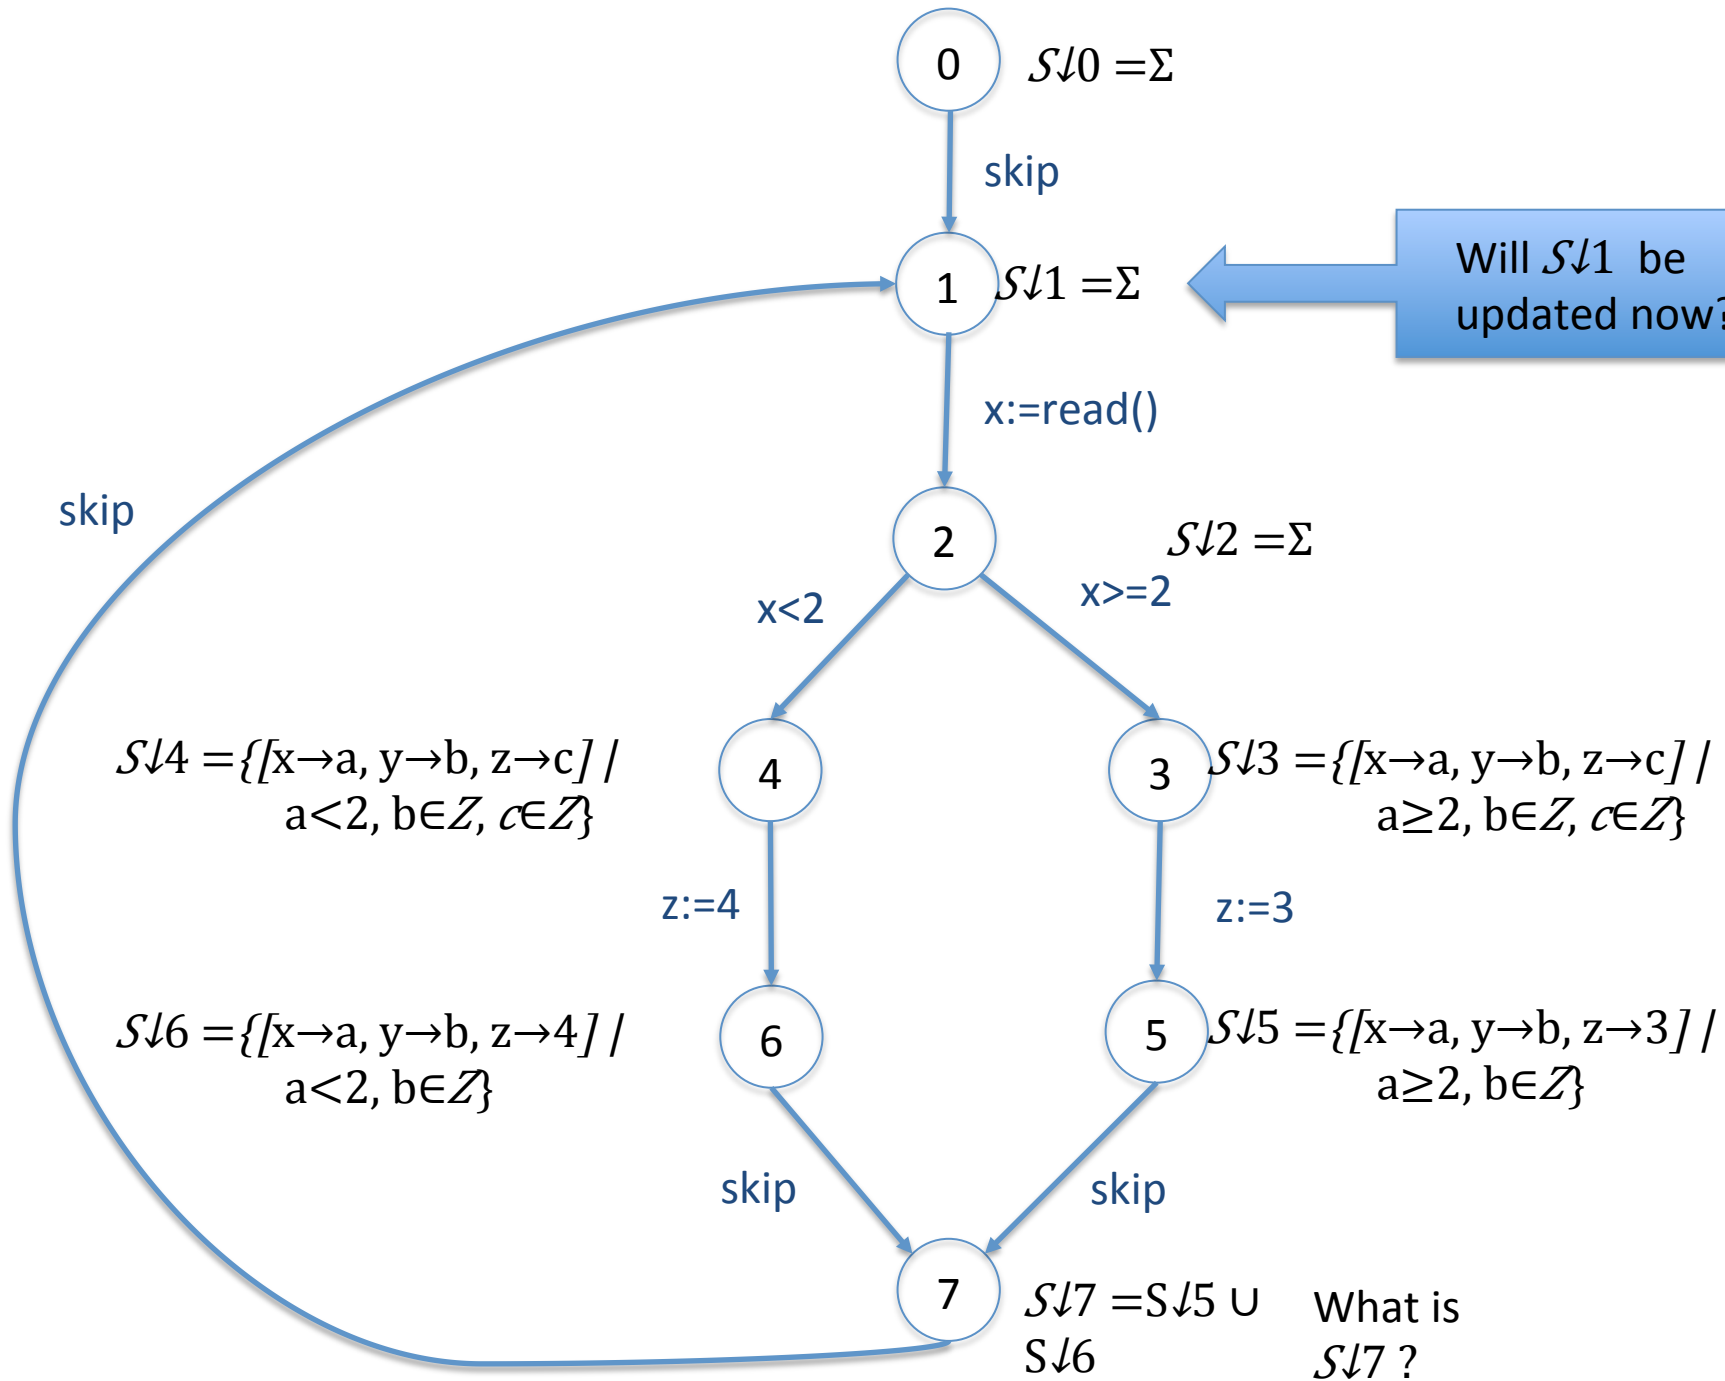 0
S↓0 =Σ
skip
1
S↓1 =Σ
Will S↓1 be
updated now?
x:=read()
skip
2
S↓2 =Σ
x<2
x>=2
S↓4 ={[x→a, y→b, z→c] |
a<2, b∈Z, c∈Z}
4
3
S↓3 ={[x→a, y→b, z→c] |
a≥2, b∈Z, c∈Z}
z:=4
z:=3
S↓6 ={[x→a, y→b, z→4] |
a<2, b∈Z}
6
5
S↓5 ={[x→a, y→b, z→3] |
a≥2, b∈Z}
skip
skip
7
S↓7 =S↓5 ∪
S↓6
What is
S↓7 ?